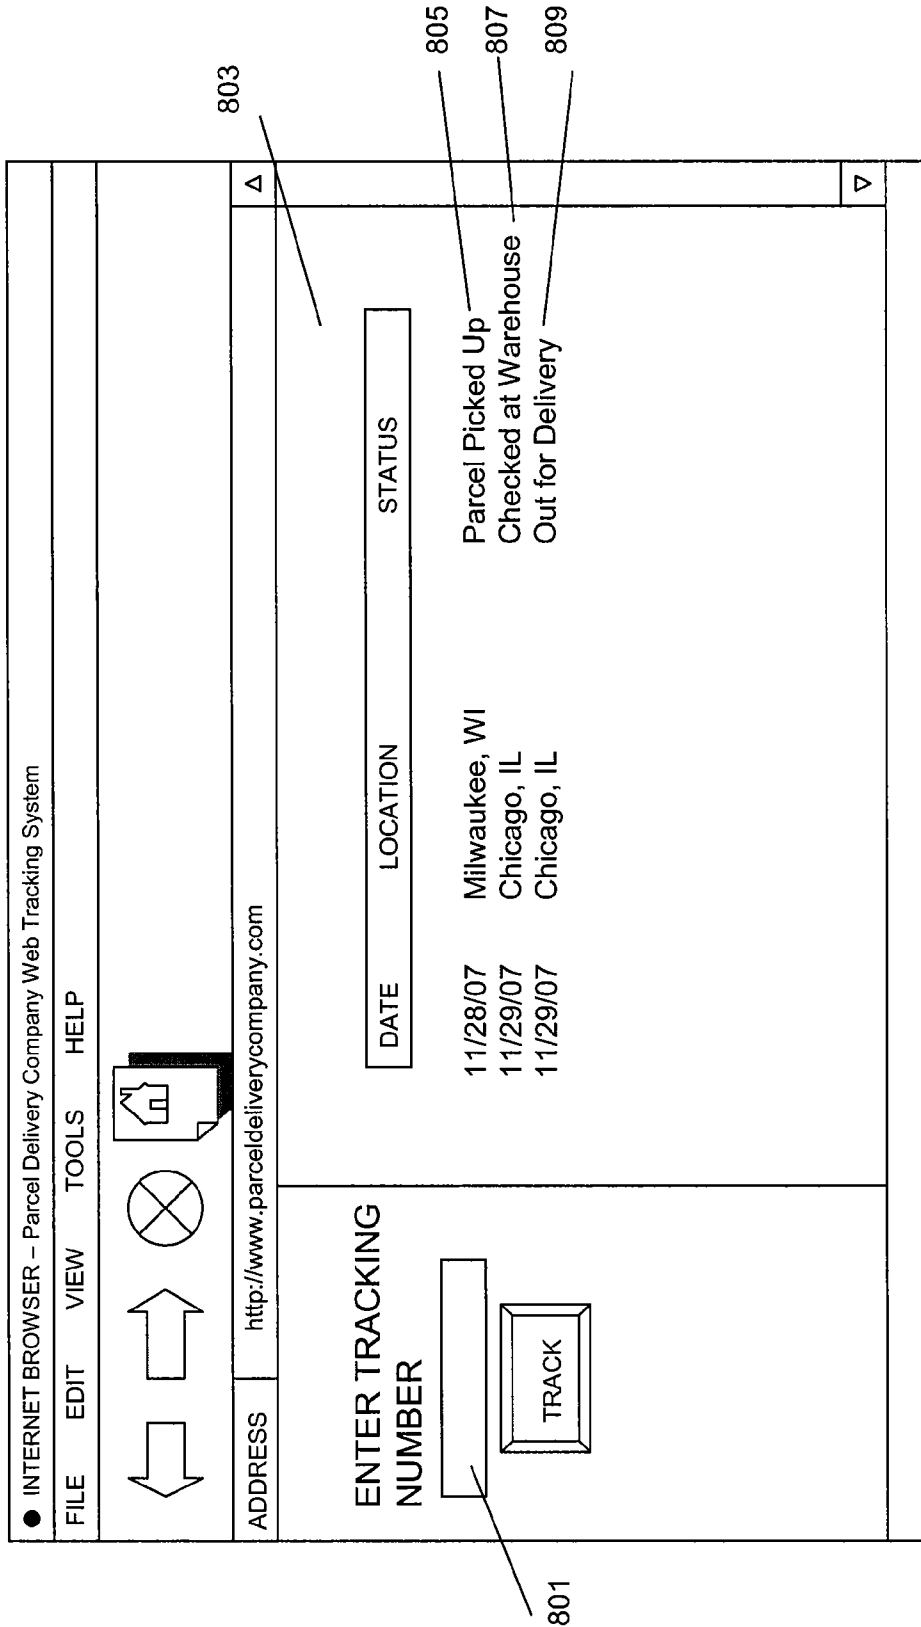 ● INTERNET BROWSER – Parcel Delivery Company Web Tracking System
FILE EDIT VIEW TOOLS HELP
ADDRESS http://www.parceldeliverycompany.com
803
ENTER TRACKING
NUMBER
801
TRACK
DATE LOCATION STATUS
11/28/07 Milwaukee, WI Parcel Picked Up 805
11/29/07 Chicago, IL Checked at Warehouse 807
11/29/07 Chicago, IL Out for Delivery 809